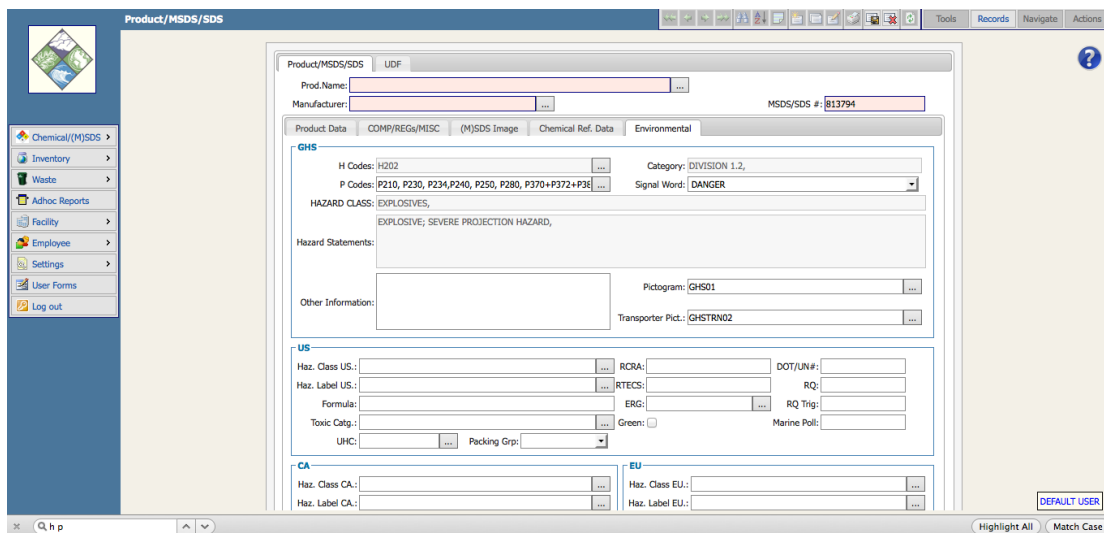 Product/MSDS/SDS
Tools Records Navigate Actions
Product/MSDS/SDS UDF
Prod.Name: ...
Manufacturer: ... MSDS/SDS #: 813794
Product Data COMP/REGs/MISC (M)SDS Image Chemical Ref. Data Environmental
Chemical/(M)SDS
Inventory
Waste
Adhoc Reports
Facility
Employee
Settings
User Forms
Log out
GHS
H Codes: H202 ... Category: DIVISION 1.2,
P Codes: P210, P230, P234,P240, P250, P280, P370+P372+P38 ... Signal Word: DANGER
HAZARD CLASS: EXPLOSIVES,
Hazard Statements: EXPLOSIVE; SEVERE PROJECTION HAZARD,
Other Information:
Pictogram: GHS01 ...
Transporter Pict.: GHSTRN02 ...
US
Haz. Class US.: ... RCRA: DOT/UN#:
Haz. Label US.: ... RTECS: RQ:
Formula: ERG: ... RQ Trig:
Toxic Catg.: ... Green: Marine Poll:
UHC: ... Packing Grp:
CA EU
Haz. Class CA.: ... Haz. Class EU.: ...
Haz. Label CA.: ... Haz. Label EU.: ...
DEFAULT USER
h p Highlight All Match Case